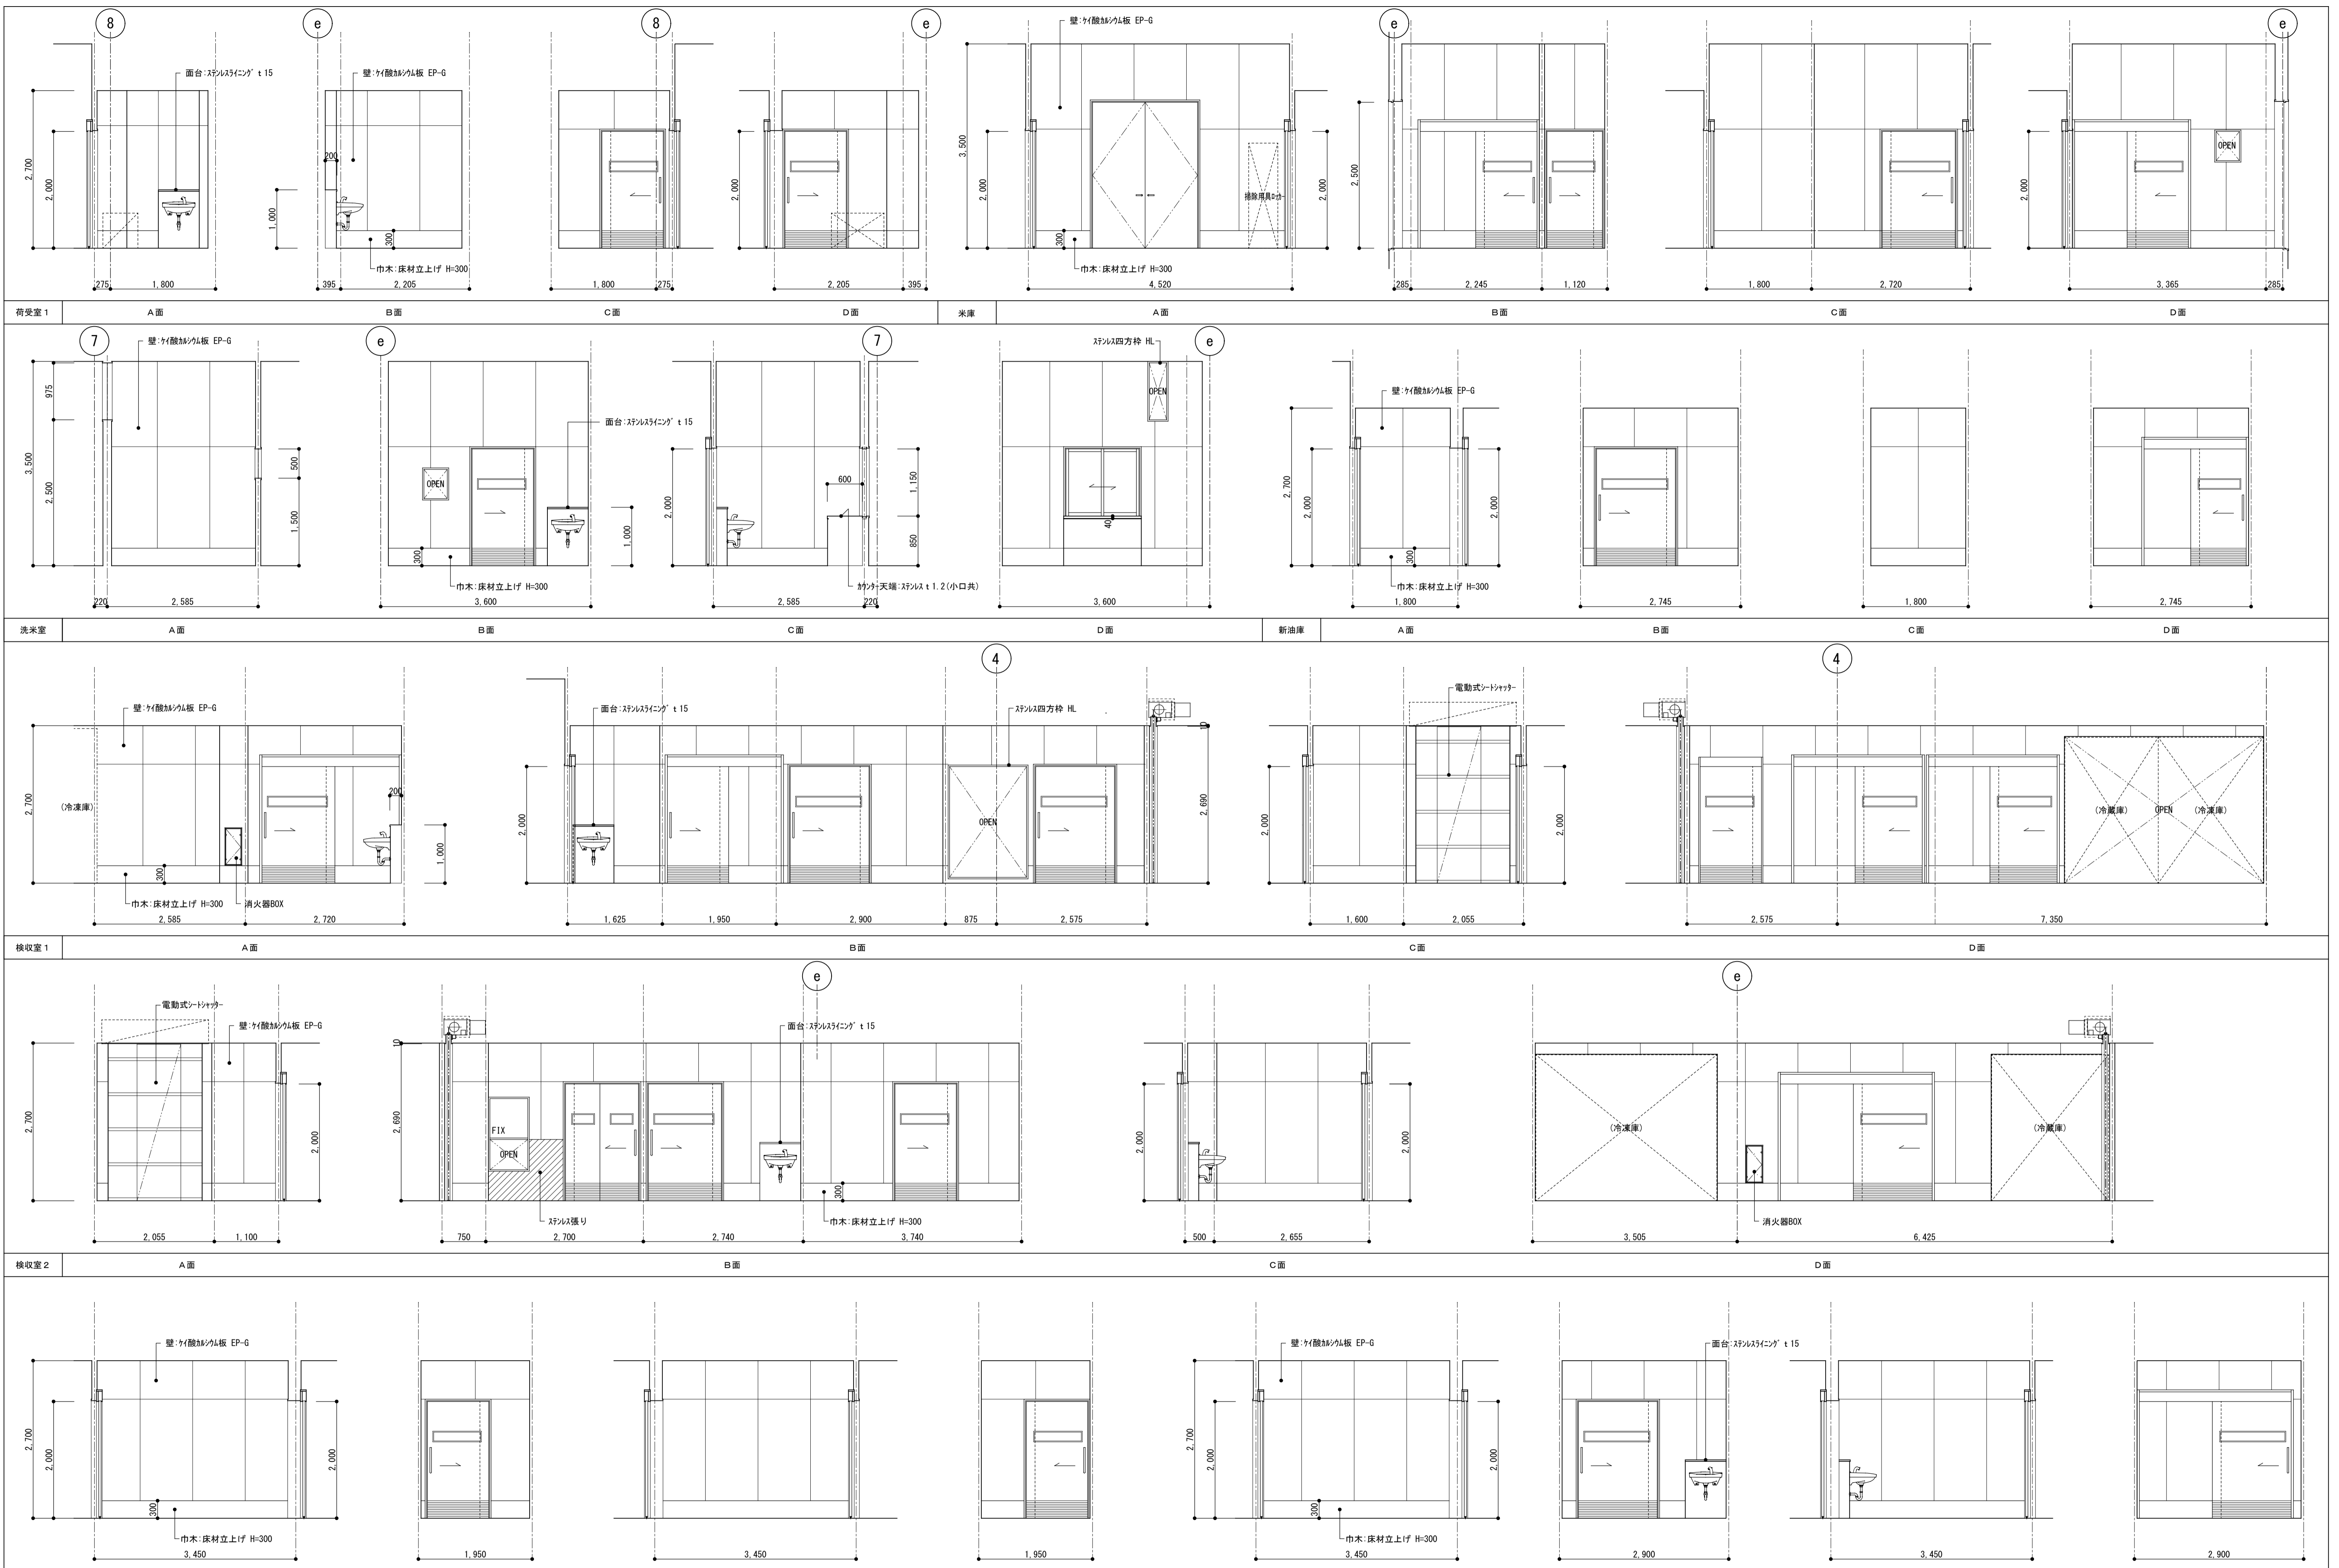 8
e
8
e
e
e
面台:ステンレスライニング t 15
壁:ケイ酸カルシウム板 EP-G
壁:ケイ酸カルシウム板 EP-G
2,700
2,000
200
1,000
300
巾木:床材立上げ H=300
2,000
3,500
2,000
300
巾木:床材立上げ H=300
掃除用具ロッカー
2,000
2,500
2,000
OPEN
275
1,800
395
2,205
1,800
275
2,205
395
4,520
285
2,245
1,120
1,800
2,720
3,365
285
荷受室1
A面
B面
C面
D面
米庫
A面
B面
C面
D面
7
e
7
e
壁:ケイ酸カルシウム板 EP-G
975
3,500
2,500
500
1,500
OPEN
面台:ステンレスライニング t 15
300
1,000
巾木:床材立上げ H=300
2,000
600
1,150
850
カウンター天端:ステンレス t 1.2(小口共)
ステンレス四方枠 HL
OPEN
40
壁:ケイ酸カルシウム板 EP-G
2,700
2,000
2,000
300
巾木:床材立上げ H=300
220
2,585
3,600
2,585
220
3,600
1,800
2,745
1,800
2,745
洗米室
A面
B面
C面
D面
新油庫
A面
B面
C面
D面
4
4
壁:ケイ酸カルシウム板 EP-G
2,700
(冷凍庫)
300
200
1,000
巾木:床材立上げ H=300
消火器BOX
面台:ステンレスライニング t 15
2,000
ステンレス四方枠 HL
OPEN
10
2,690
電動式シートシャッター
2,000
2,000
(冷蔵庫)
OPEN
(冷凍庫)
2,585
2,720
1,625
1,950
2,900
875
2,575
1,600
2,055
2,575
7,350
検収室1
A面
B面
C面
D面
e
e
電動式シートシャッター
壁:ケイ酸カルシウム板 EP-G
2,700
2,000
10
2,690
FIX
OPEN
ステンレス張り
面台:ステンレスライニング t 15
300
巾木:床材立上げ H=300
2,000
2,000
(冷凍庫)
消火器BOX
(冷蔵庫)
2,055
1,100
750
2,700
2,740
3,740
500
2,655
3,505
6,425
検収室2
A面
B面
C面
D面
壁:ケイ酸カルシウム板 EP-G
2,700
2,000
300
2,000
巾木:床材立上げ H=300
壁:ケイ酸カルシウム板 EP-G
2,700
2,000
300
2,000
巾木:床材立上げ H=300
面台:ステンレスライニング t 15
3,450
1,950
3,450
1,950
3,450
2,900
3,450
2,900